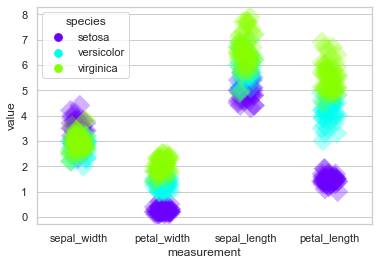 8
7
6
5
4
3
2
1
0
value
species
setosa
versicolor
virginica
sepal_width petal_width sepal_length petal_length
measurement